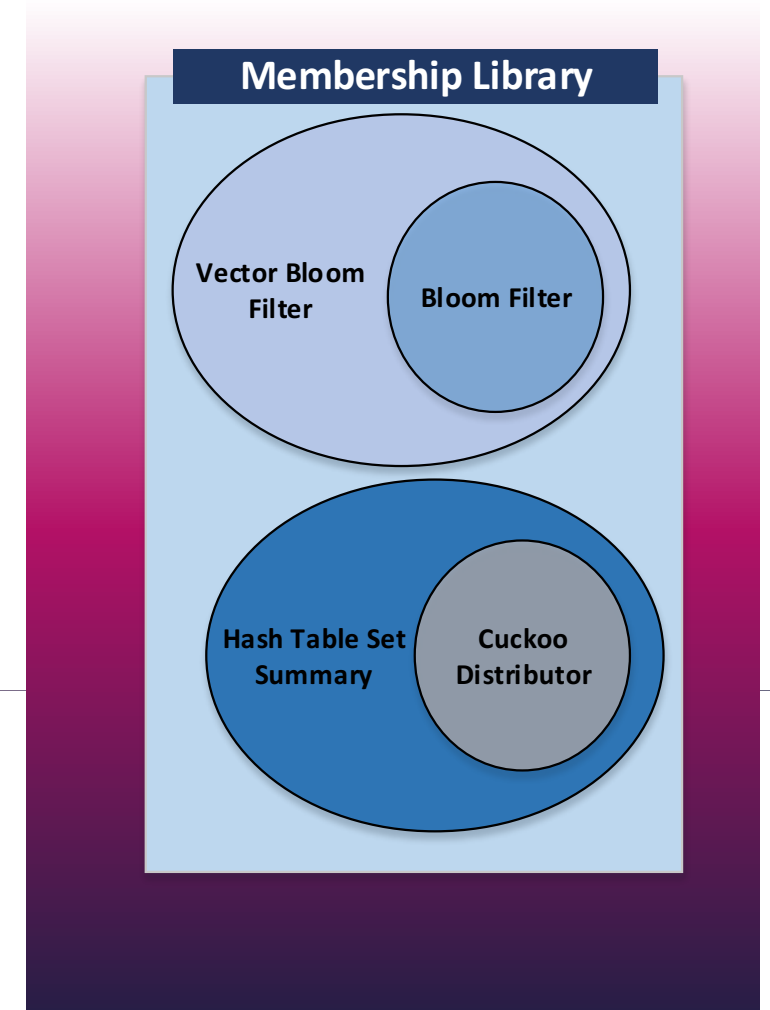 Membership Library
Vector Bloom
Filter
Bloom Filter
Hash Table Set
Summary
Cuckoo
Distributor